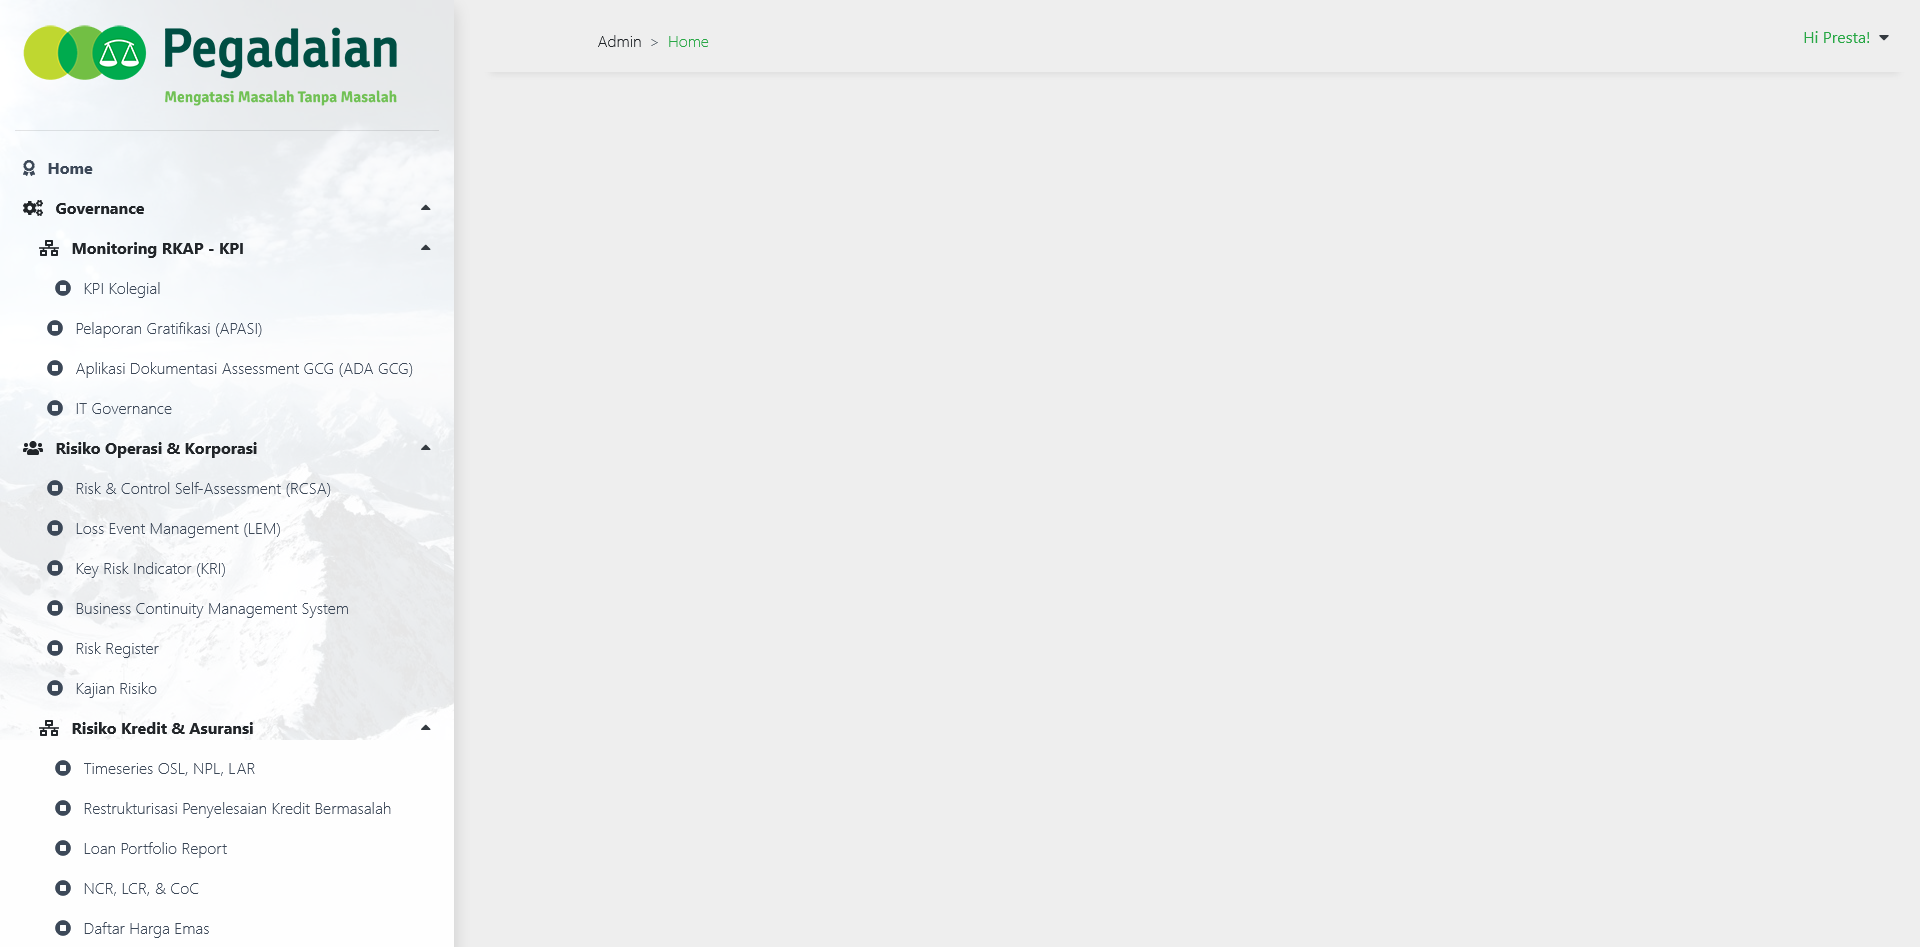 Pegadaian
Mengatasi Masalah Tanpa Masalah
Admin > Home
Hi Presta!
Home
Governance
Monitoring RKAP - KPI
KPI Kolegial
Pelaporan Gratifikasi (APASI)
Aplikasi Dokumentasi Assessment GCG (ADA GCG)
IT Governance
Risiko Operasi & Korporasi
Risk & Control Self-Assessment (RCSA)
Loss Event Management (LEM)
Key Risk Indicator (KRI)
Business Continuity Management System
Risk Register
Kajian Risiko
Risiko Kredit & Asuransi
Timeseries OSL, NPL, LAR
Restrukturisasi Penyelesaian Kredit Bermasalah
Loan Portfolio Report
NCR, LCR, & CoC
Daftar Harga Emas